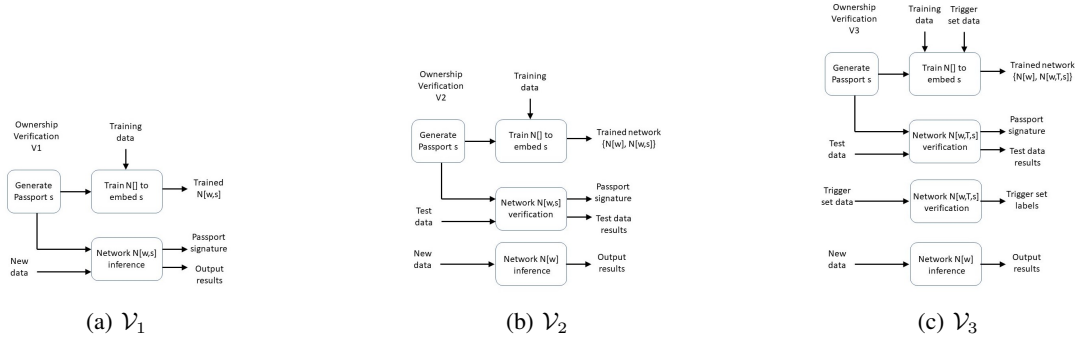 Ownership
Verification
V1
Training
data
Generate
Passport s
Train N[] to
embed s
Trained
N[w,s]
New
data
Network N[w,s]
inference
Passport
signature
Output
results
(a) 𝒱₁
Ownership
Verification
V2
Training
data
Generate
Passport s
Train N[] to
embed s
Trained network
{N[w], N[w,s]}
Test
data
Network N[w,s]
verification
Passport
signature
Test data
results
New
data
Network N[w]
inference
Output
results
(b) 𝒱₂
Ownership
Verification
V3
Training
data
Trigger
set data
Generate
Passport s
Train N[] to
embed s
Trained network
{N[w], N[w,T,s]}
Test
data
Network N[w,T,s]
verification
Passport
signature
Test data
results
Trigger
set data
Network N[w,T,s]
verification
Trigger set
labels
New
data
Network N[w]
inference
Output
results
(c) 𝒱₃